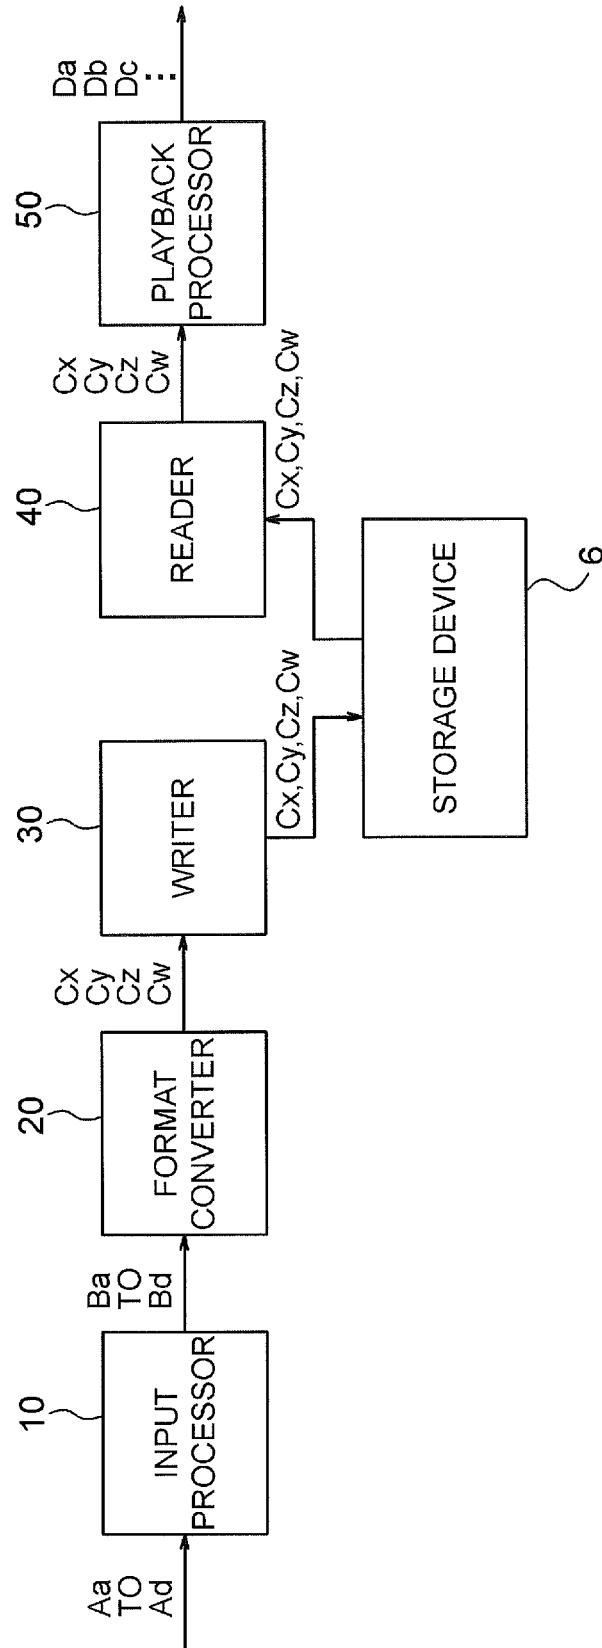 Aa
TO
Ad
10
INPUT
PROCESSOR
Ba
TO
Bd
20
FORMAT
CONVERTER
Cx
Cy
Cz
Cw
30
WRITER
Cx,Cy,Cz,Cw
STORAGE DEVICE
6
Cx,Cy,Cz,Cw
40
READER
Cx
Cy
Cz
Cw
50
PLAYBACK
PROCESSOR
Da
Db
Dc
⋮